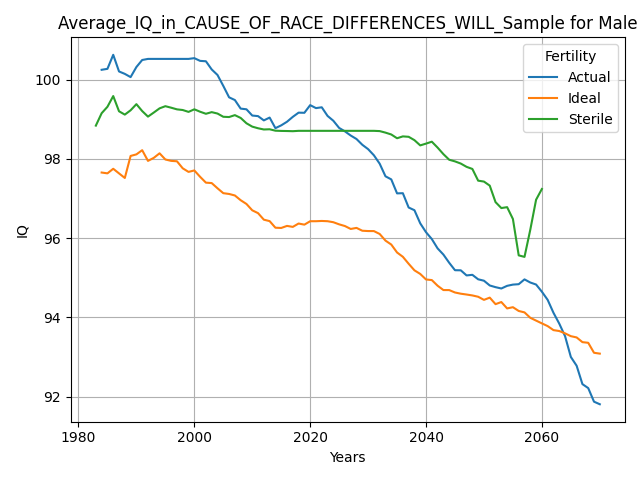 Average_IQ_in_CAUSE_OF_RACE_DIFFERENCES_WILL_Sample for Male
Fertility
Actual
Ideal
Sterile
IQ
100
98
96
94
92
1980
2000
2020
2040
2060
Years